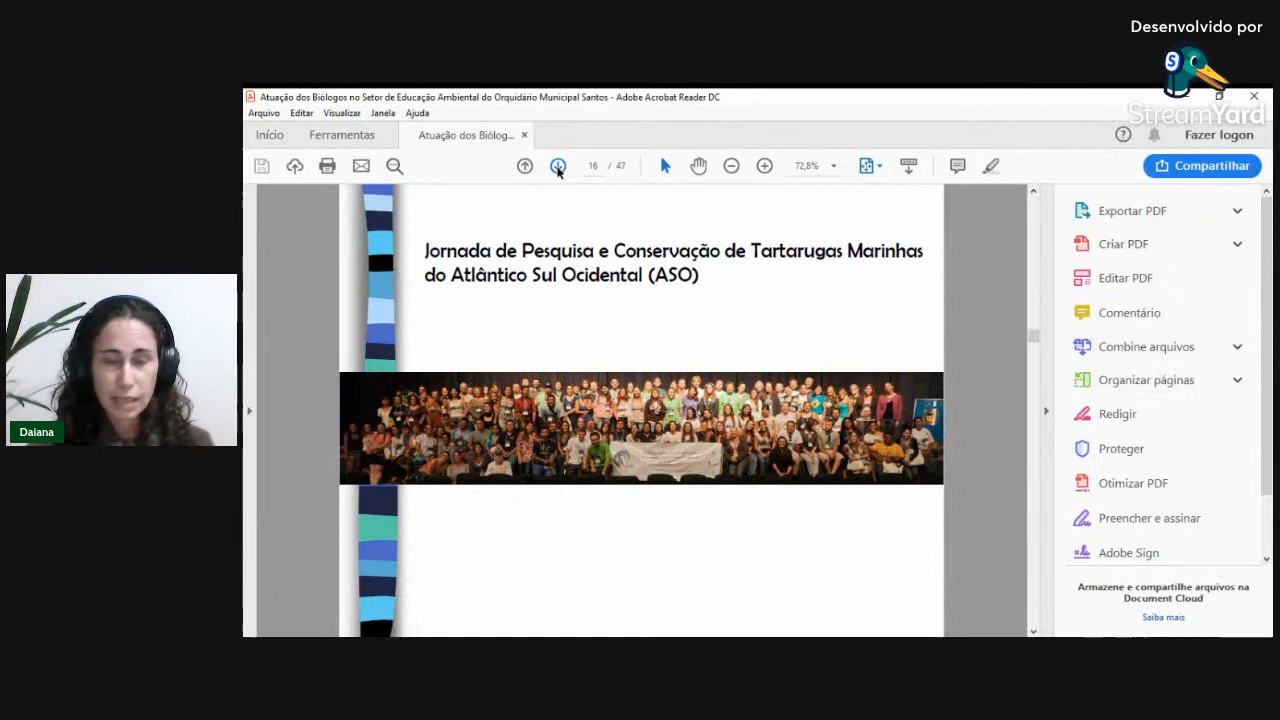 Desenvolvido por
StreamYard
Atuação dos Biólogos no Setor de Educação Ambiental do Orquidário Municipal Santos - Adobe Acrobat Reader DC
Arquivo Editar Visualizar Janela Ajuda
Início Ferramentas Atuação dos Biólog... × Fazer logon
16 / 47 72,8% Compartilhar
Jornada de Pesquisa e Conservação de Tartarugas Marinhas
do Atlântico Sul Ocidental (ASO)
Exportar PDF
Criar PDF
Editar PDF
Comentário
Combine arquivos
Organizar páginas
Redigir
Proteger
Otimizar PDF
Preencher e assinar
Adobe Sign
Armazene e compartilhe arquivos na
Document Cloud
Saiba mais
Daiana